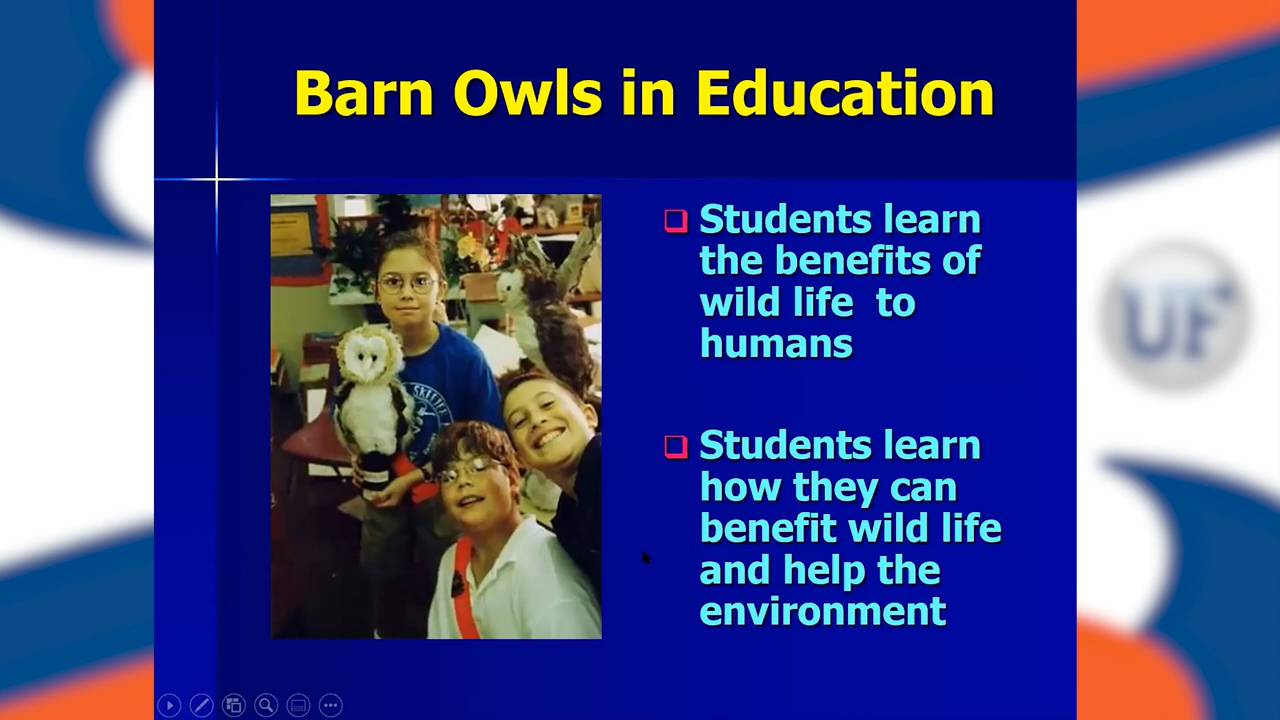 Barn Owls in Education
Students learn
the benefits of
wild life  to
humans
Students learn
how they can
benefit wild life
and help the
environment
UF